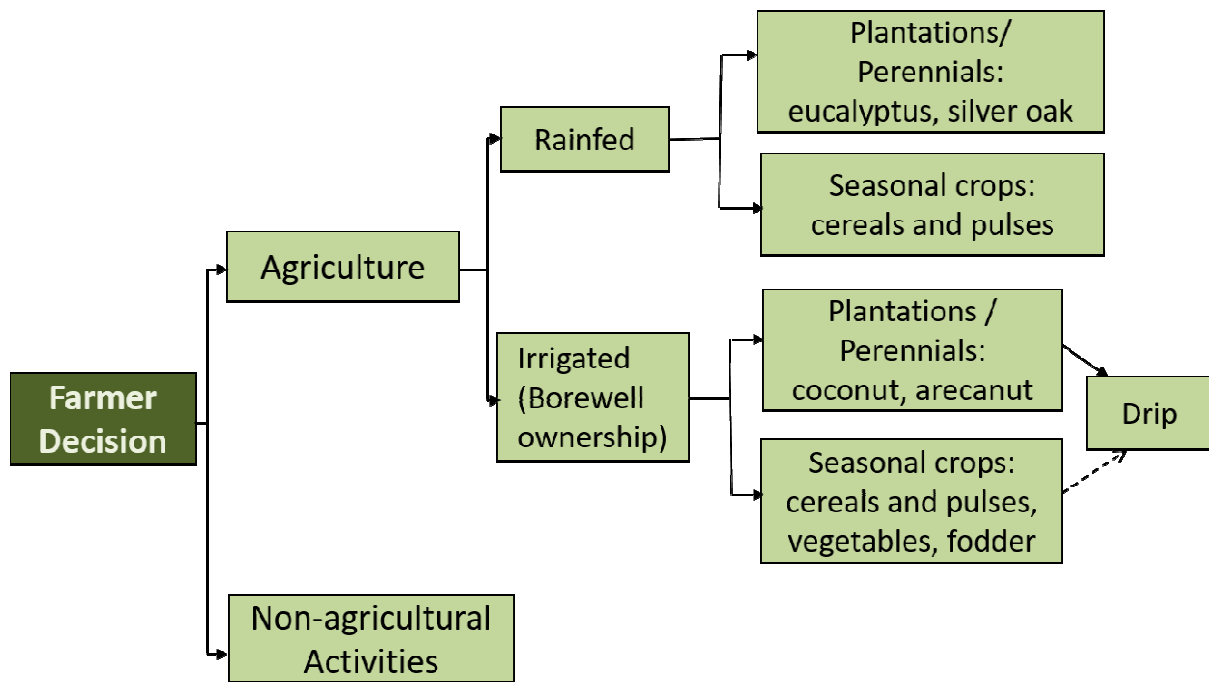 Farmer
Decision
Agriculture
Non-agricultural
Activities
Rainfed
Irrigated
(Borewell
ownership)
Plantations/
Perennials:
eucalyptus, silver oak
Seasonal crops:
cereals and pulses
Plantations /
Perennials:
coconut, arecanut
Seasonal crops:
cereals and pulses,
vegetables, fodder
Drip